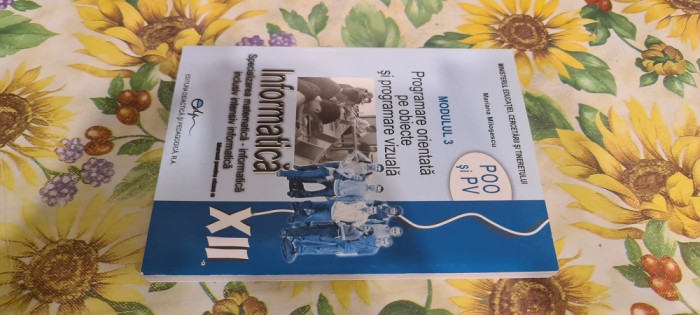 MINISTERUL EDUCAȚIEI, CERCETĂRII ȘI TINERETULUI
Mariana Miloșescu
POO
și PV
MODULUL 3
Programare orientată
pe obiecte
și programare vizuală
Informatică
Specializarea matematică - informatică
intensiv informatică
XII
EDITURA DIDACTICĂ ȘI PEDAGOGICĂ, R.A.